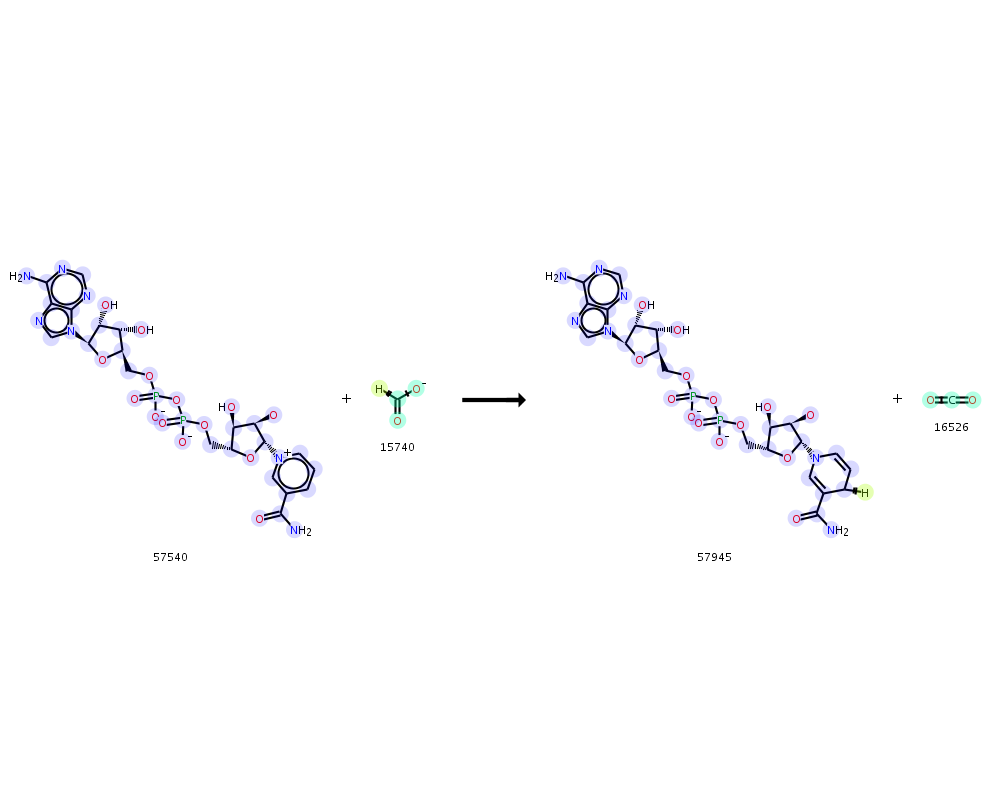 H₂N N N N N OH OH O O
O P O O⁻ O P O O⁻
HO O O N⁺ O NH₂
57540
+
H O⁻ O
15740
H₂N N N N N OH OH O O
O P O O⁻ O P O O⁻
HO O O N H O NH₂
57945
+
O C O
16526